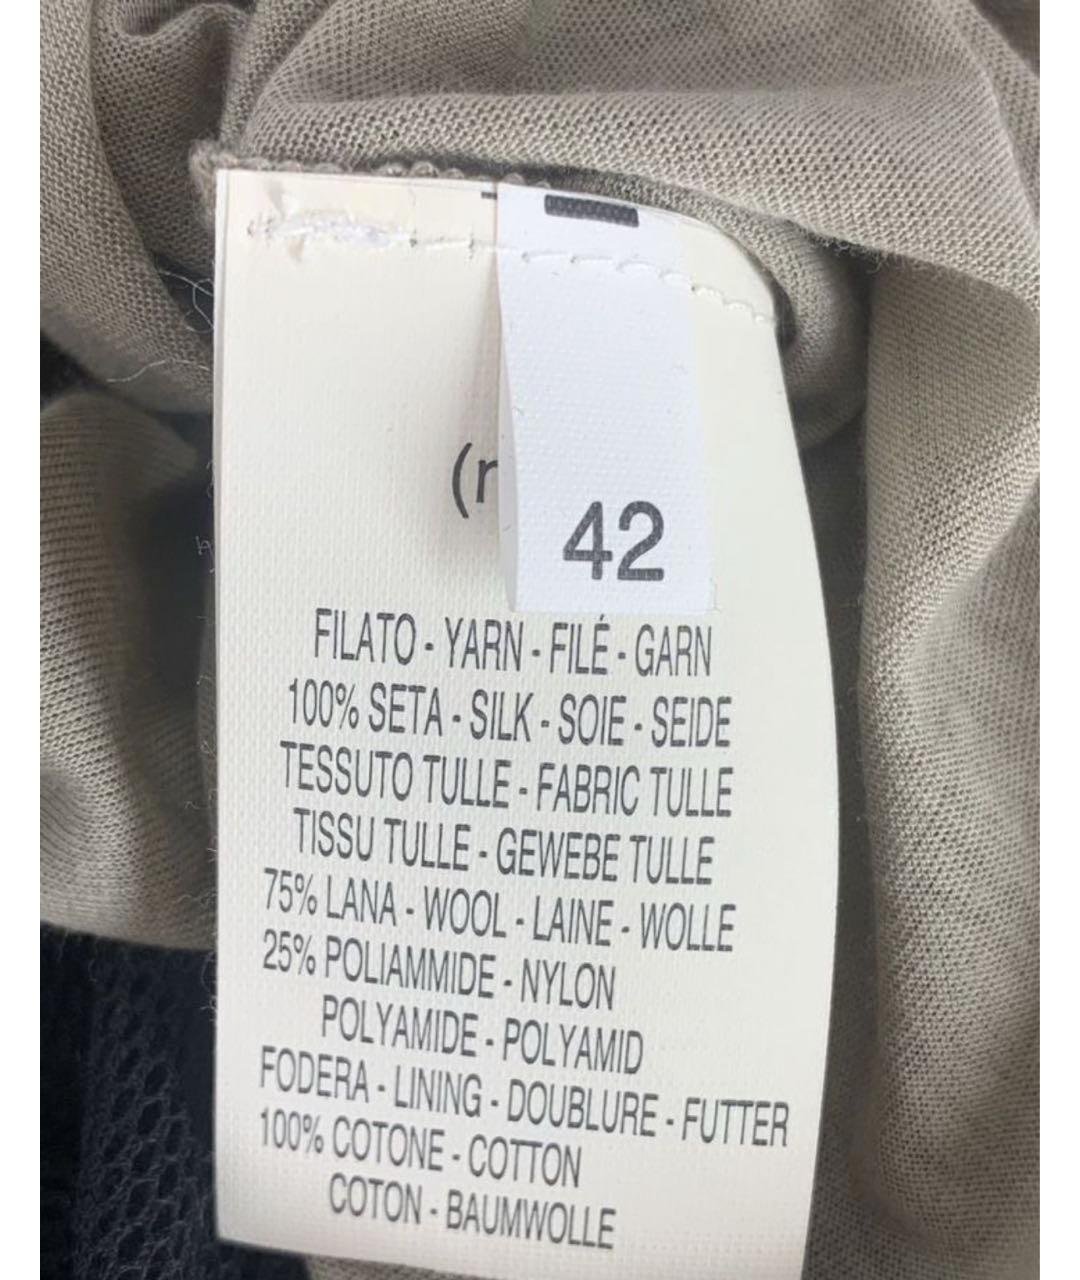 42
FILATO - YARN - FILÉ - GARN
100% SETA - SILK - SOIE - SEIDE
TESSUTO TULLE - FABRIC TULLE
TISSU TULLE - GEWEBE TULLE
75% LANA - WOOL - LAINE - WOLLE
25% POLIAMMIDE - NYLON
POLYAMIDE - POLYAMID
FODERA - LINING - DOUBLURE - FUTTER
100% COTONE - COTTON
COTON - BAUMWOLLE